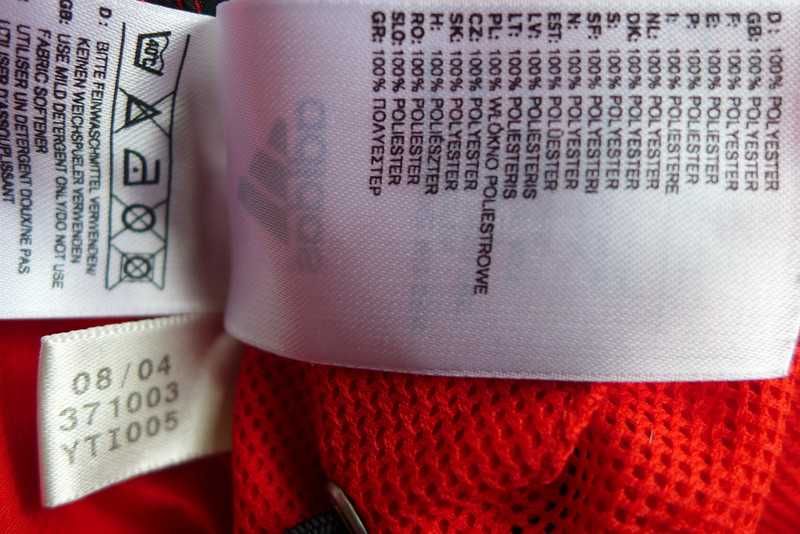 40°C
D : BITTE FEINWASCHMITTEL VERWENDEN/
KEINEN WEICHSPUELER VERWENDEN
GB: USE MILD DETERGENT ONLY/DO NOT USE
FABRIC SOFTENER
UTILISER UN DETERGENT DOUX/NE PAS
UTILISER D'ASSOUPLISSANT
D : 100% POLYESTER
GB: 100% POLYESTER
F: 100% POLYESTER
E: 100% POLIESTER
P: 100% POLIESTER
I: 100% POLIESTERE
NL: 100% POLYESTER
DK: 100% POLYESTER
S: 100% POLYESTER
SF: 100% POLYESTERI
N: 100% POLYESTER
EST: 100% POLÜESTER
LV: 100% POLIESTERIS
LT: 100% POLIESTERIS
PL: 100% WŁÓKNO POLIESTROWE
CZ: 100% POLYESTER
SK: 100% POLYESTER
H: 100% POLIÉSZTER
RO: 100% POLIESTER
SLO: 100% POLIESTER
GR: 100% ΠΟΛΥΕΣΤΕΡ
adidas
08/04
371003
YTI005